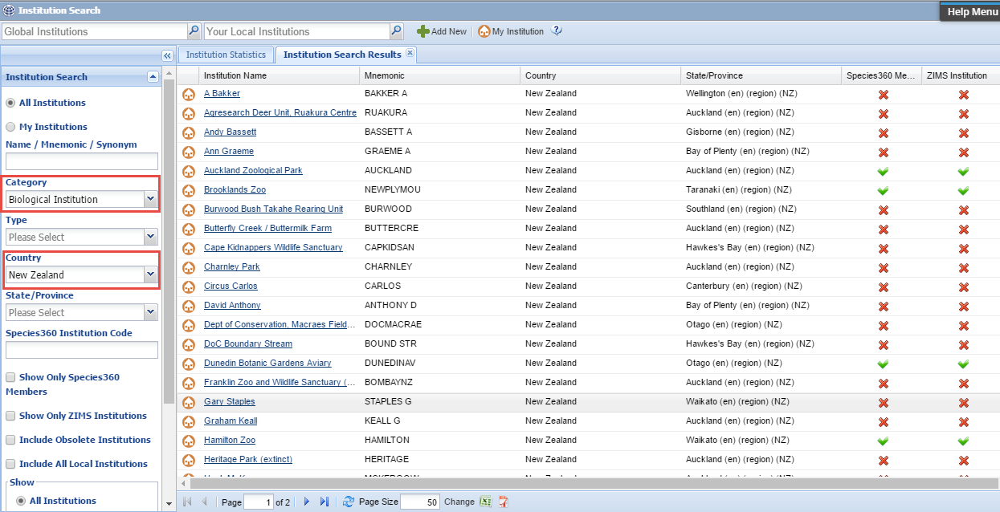 Institution Search
Help Menu
Global Institutions Your Local Institutions Add New My Institution
Institution Statistics Institution Search Results
Institution Search
All Institutions
My Institutions
Name / Mnemonic / Synonym
Category
Biological Institution
Type
Please Select
Country
New Zealand
State/Province
Please Select
Species360 Institution Code
Show Only Species360
Members
Show Only ZIMS Institutions
Include Obsolete Institutions
Include All Local Institutions
Show
All Institutions
Institution Name Mnemonic Country State/Province Species360 Me... ZIMS Institution
A Bakker BAKKER A New Zealand Wellington (en) (region) (NZ)
Agresearch Deer Unit, Ruakura Centre RUAKURA New Zealand Auckland (en) (region) (NZ)
Andy Bassett BASSETT A New Zealand Gisborne (en) (region) (NZ)
Ann Graeme GRAEME A New Zealand Bay of Plenty (en) (region) (NZ)
Auckland Zoological Park AUCKLAND New Zealand Auckland (en) (region) (NZ)
Brooklands Zoo NEWPLYMOU New Zealand Taranaki (en) (region) (NZ)
Burwood Bush Takahe Rearing Unit BURWOOD New Zealand Southland (en) (region) (NZ)
Butterfly Creek / Buttermilk Farm BUTTERCRE New Zealand Auckland (en) (region) (NZ)
Cape Kidnappers Wildlife Sanctuary CAPKIDSAN New Zealand Hawkes's Bay (en) (region) (NZ)
Charnley Park CHARNLEY New Zealand Auckland (en) (region) (NZ)
Circus Carlos CARLOS New Zealand Canterbury (en) (region) (NZ)
David Anthony ANTHONY D New Zealand Bay of Plenty (en) (region) (NZ)
Dept of Conservation, Macraes Field... DOCMACRAE New Zealand Otago (en) (region) (NZ)
DoC Boundary Stream BOUND STR New Zealand Hawkes's Bay (en) (region) (NZ)
Dunedin Botanic Gardens Aviary DUNEDINAV New Zealand Otago (en) (region) (NZ)
Franklin Zoo and Wildlife Sanctuary (... BOMBAYNZ New Zealand Auckland (en) (region) (NZ)
Gary Staples STAPLES G New Zealand Waikato (en) (region) (NZ)
Graham Keall KEALL G New Zealand Auckland (en) (region) (NZ)
Hamilton Zoo HAMILTON New Zealand Waikato (en) (region) (NZ)
Heritage Park (extinct) HERITAGE New Zealand Auckland (en) (region) (NZ)
Page 1 of 2 Page Size 50 Change